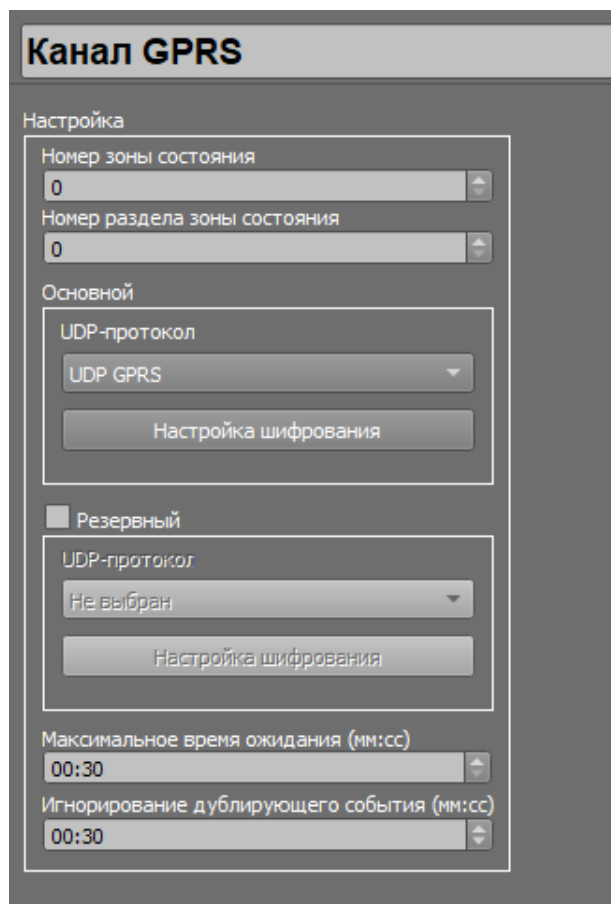 Канал GPRS
Настройка
Номер зоны состояния
0
Номер раздела зоны состояния
0
Основной
UDP-протокол
UDP GPRS
Настройка шифрования
Резервный
UDP-протокол
Не выбран
Настройка шифрования
Максимальное время ожидания (мм:сс)
00:30
Игнорирование дублирующего события (мм:сс)
00:30